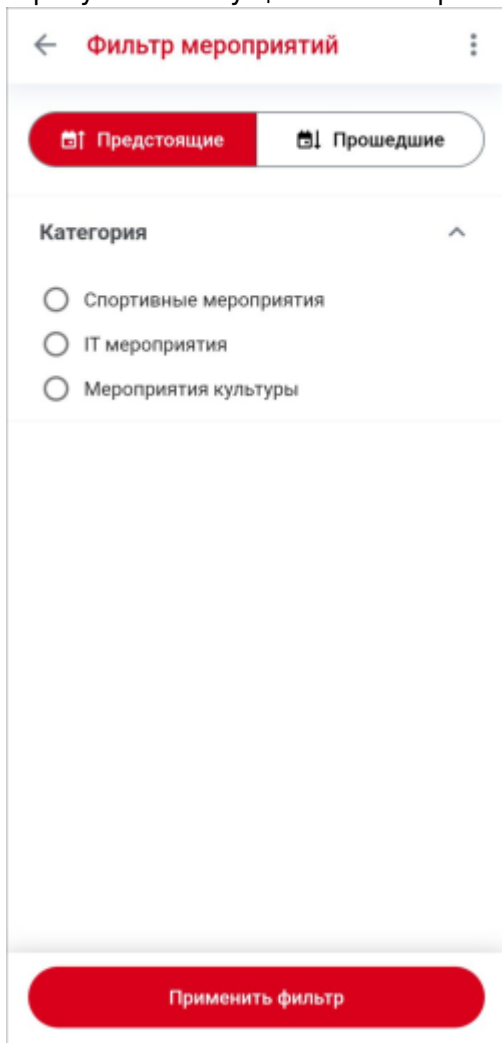 Фильтр мероприятий
Предстоящие Прошедшие
Категория
Спортивные мероприятия
IT мероприятия
Мероприятия культуры
Применить фильтр